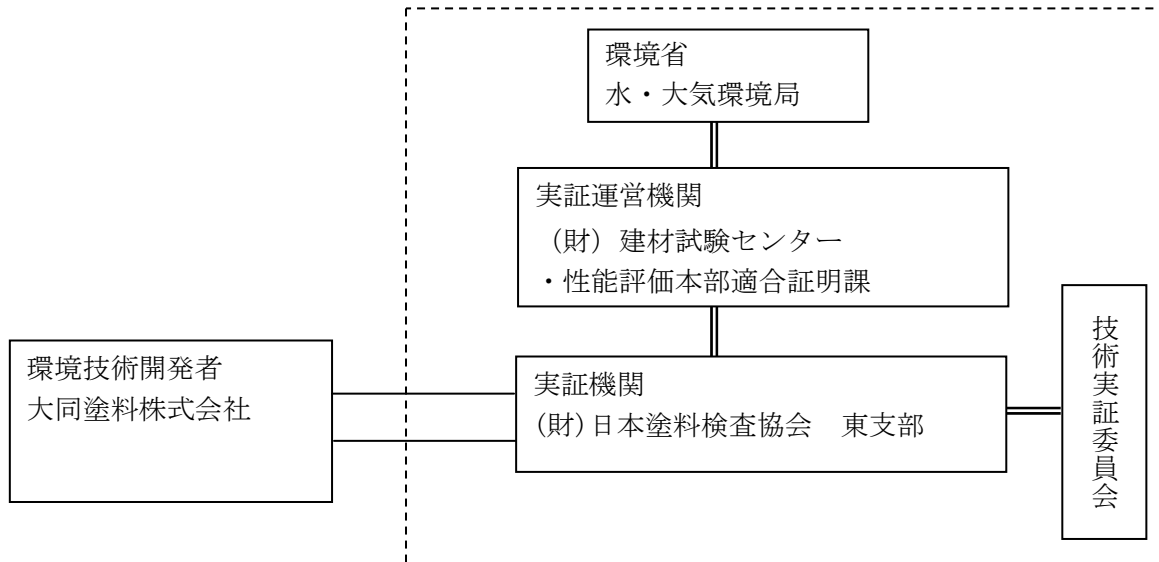 環境省
水・大気環境局
実証運営機関
(財) 建材試験センター
・性能評価本部適合証明課
環境技術開発者
大同塗料株式会社
実証機関
(財)日本塗料検査協会　東支部
技術実証委員会